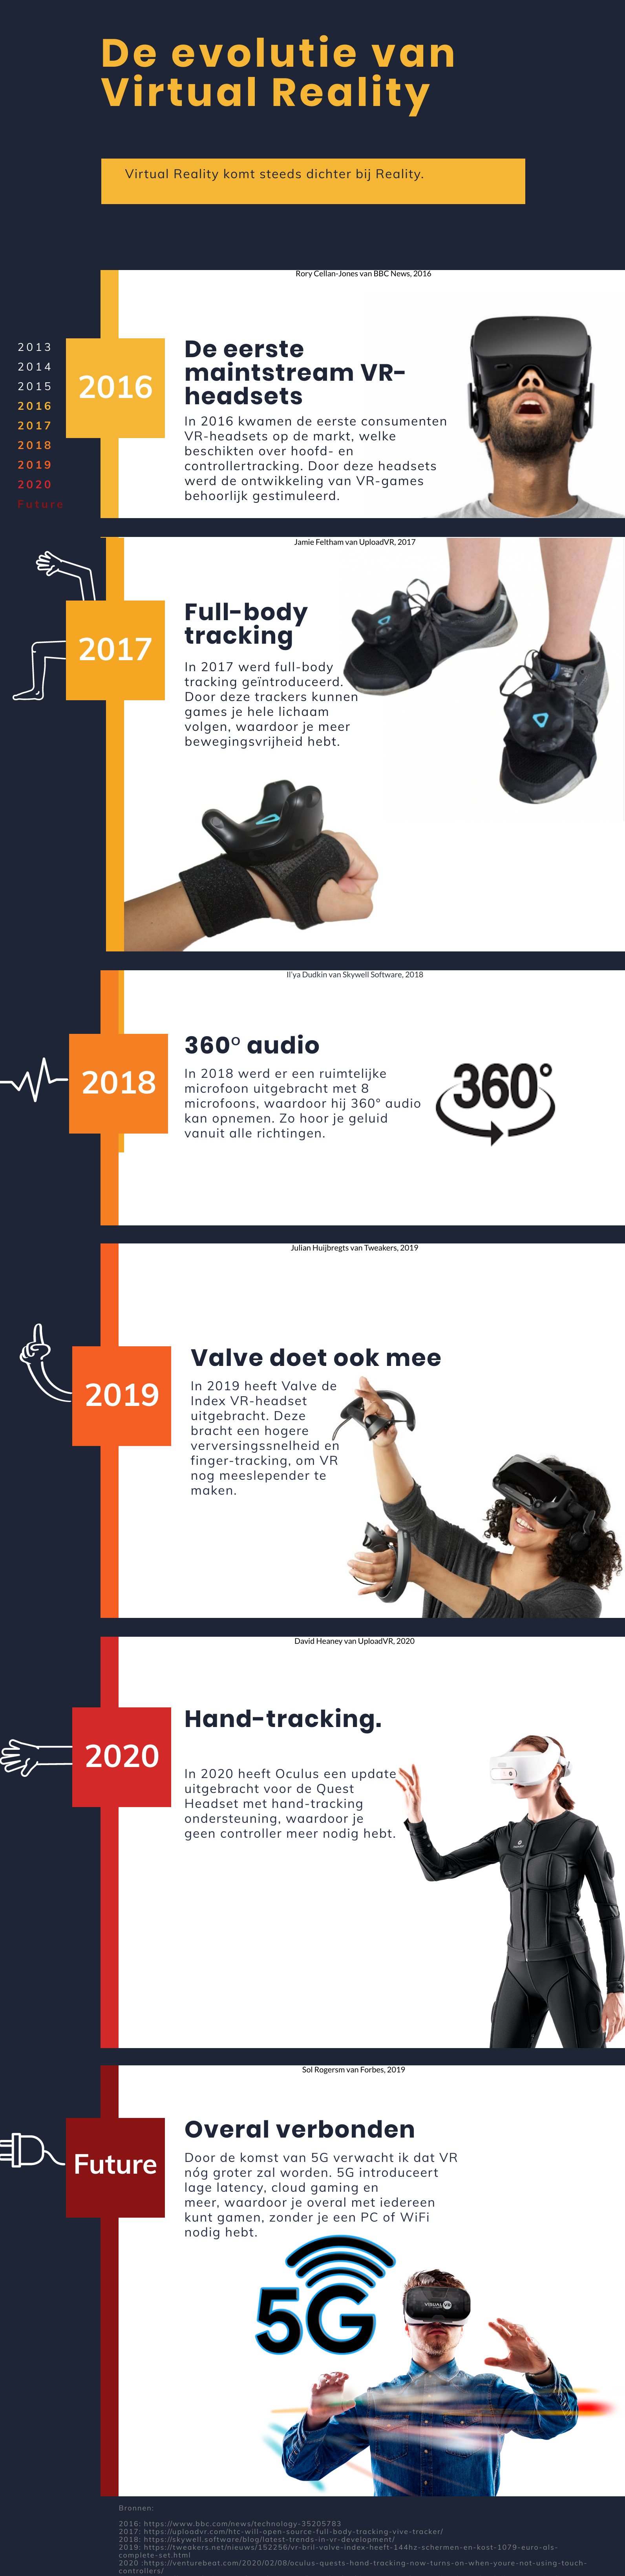 De evolutie van
Virtual Reality
Virtual Reality komt steeds dichter bij Reality.
Rory Cellan-Jones van BBC News, 2016
2013
2014
2015
2016
2017
2018
2019
2020
Future
2016
De eerste
maintstream VR-
headsets
In 2016 kwamen de eerste consumenten
VR-headsets op de markt, welke
beschikten over hoofd- en
controllertracking. Door deze headsets
werd de ontwikkeling van VR-games
behoorlijk gestimuleerd.
Jamie Feltham van UploadVR, 2017
2017
Full-body
tracking
In 2017 werd full-body
tracking geïntroduceerd.
Door deze trackers kunnen
games je hele lichaam
volgen, waardoor je meer
bewegingsvrijheid hebt.
Il'ya Dudkin van Skywell Software, 2018
2018
360° audio
In 2018 werd er een ruimtelijke
microfoon uitgebracht met 8
microfoons, waardoor hij 360° audio
kan opnemen. Zo hoor je geluid
vanuit alle richtingen.
360°
Julian Huijbregts van Tweakers, 2019
2019
Valve doet ook mee
In 2019 heeft Valve de
Index VR-headset
uitgebracht. Deze
bracht een hogere
verversingssnelheid en
finger-tracking, om VR
nog meeslepender te
maken.
David Heaney van UploadVR, 2020
2020
Hand-tracking.
In 2020 heeft Oculus een update
uitgebracht voor de Quest
Headset met hand-tracking
ondersteuning, waardoor je
geen controller meer nodig hebt.
Sol Rogersm van Forbes, 2019
Future
Overal verbonden
Door de komst van 5G verwacht ik dat VR
nóg groter zal worden. 5G introduceert
lage latency, cloud gaming en
meer, waardoor je overal met iedereen
kunt gamen, zonder je een PC of WiFi
nodig hebt.
5G
VISUAL VR
Bronnen:
2016: https://www.bbc.com/news/technology-35205783
2017: https://uploadvr.com/htc-will-open-source-full-body-tracking-vive-tracker/
2018: https://skywell.software/blog/latest-trends-in-vr-development/
2019: https://tweakers.net/nieuws/152256/vr-bril-valve-index-heeft-144hz-schermen-en-kost-1079-euro-als-
complete-set.html
2020 :https://venturebeat.com/2020/02/08/oculus-quests-hand-tracking-now-turns-on-when-youre-not-using-touch-
controllers/